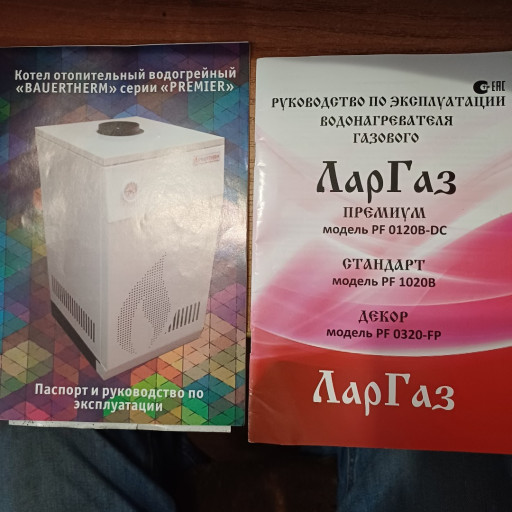 Котел отопительный водогрейный
«BAUERTHERM» серии «PREMIER»
Паспорт и руководство по
эксплуатации
EAC
РУКОВОДСТВО ПО ЭКСПЛУАТАЦИИ
ВОДОНАГРЕВАТЕЛЯ
ГАЗОВОГО
ЛарГаз
ПРЕМИУМ
модель PF 0120B-DC
СТАНДАРТ
модель PF 1020B
ДЕКОР
модель PF 0320-FP
ЛарГаз